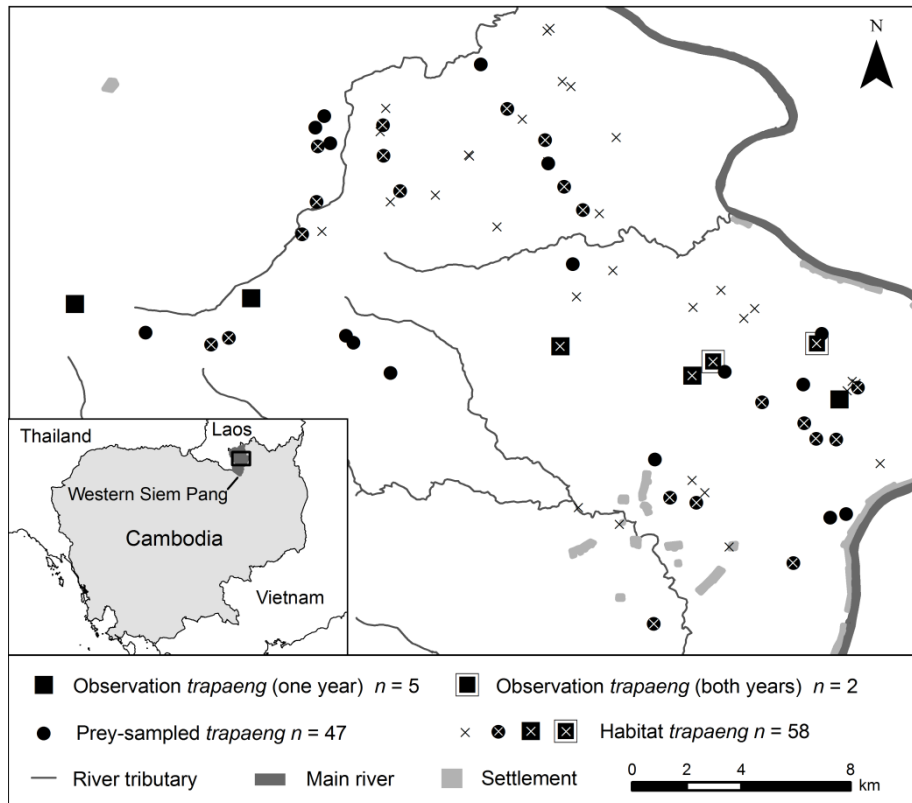 N
Thailand
Laos
Western Siem Pang
Cambodia
Vietnam
Observation trapaeng (one year) n = 5
Observation trapaeng (both years) n = 2
Prey-sampled trapaeng n = 47
Habitat trapaeng n = 58
River tributary
Main river
Settlement
0 2 4 8
km